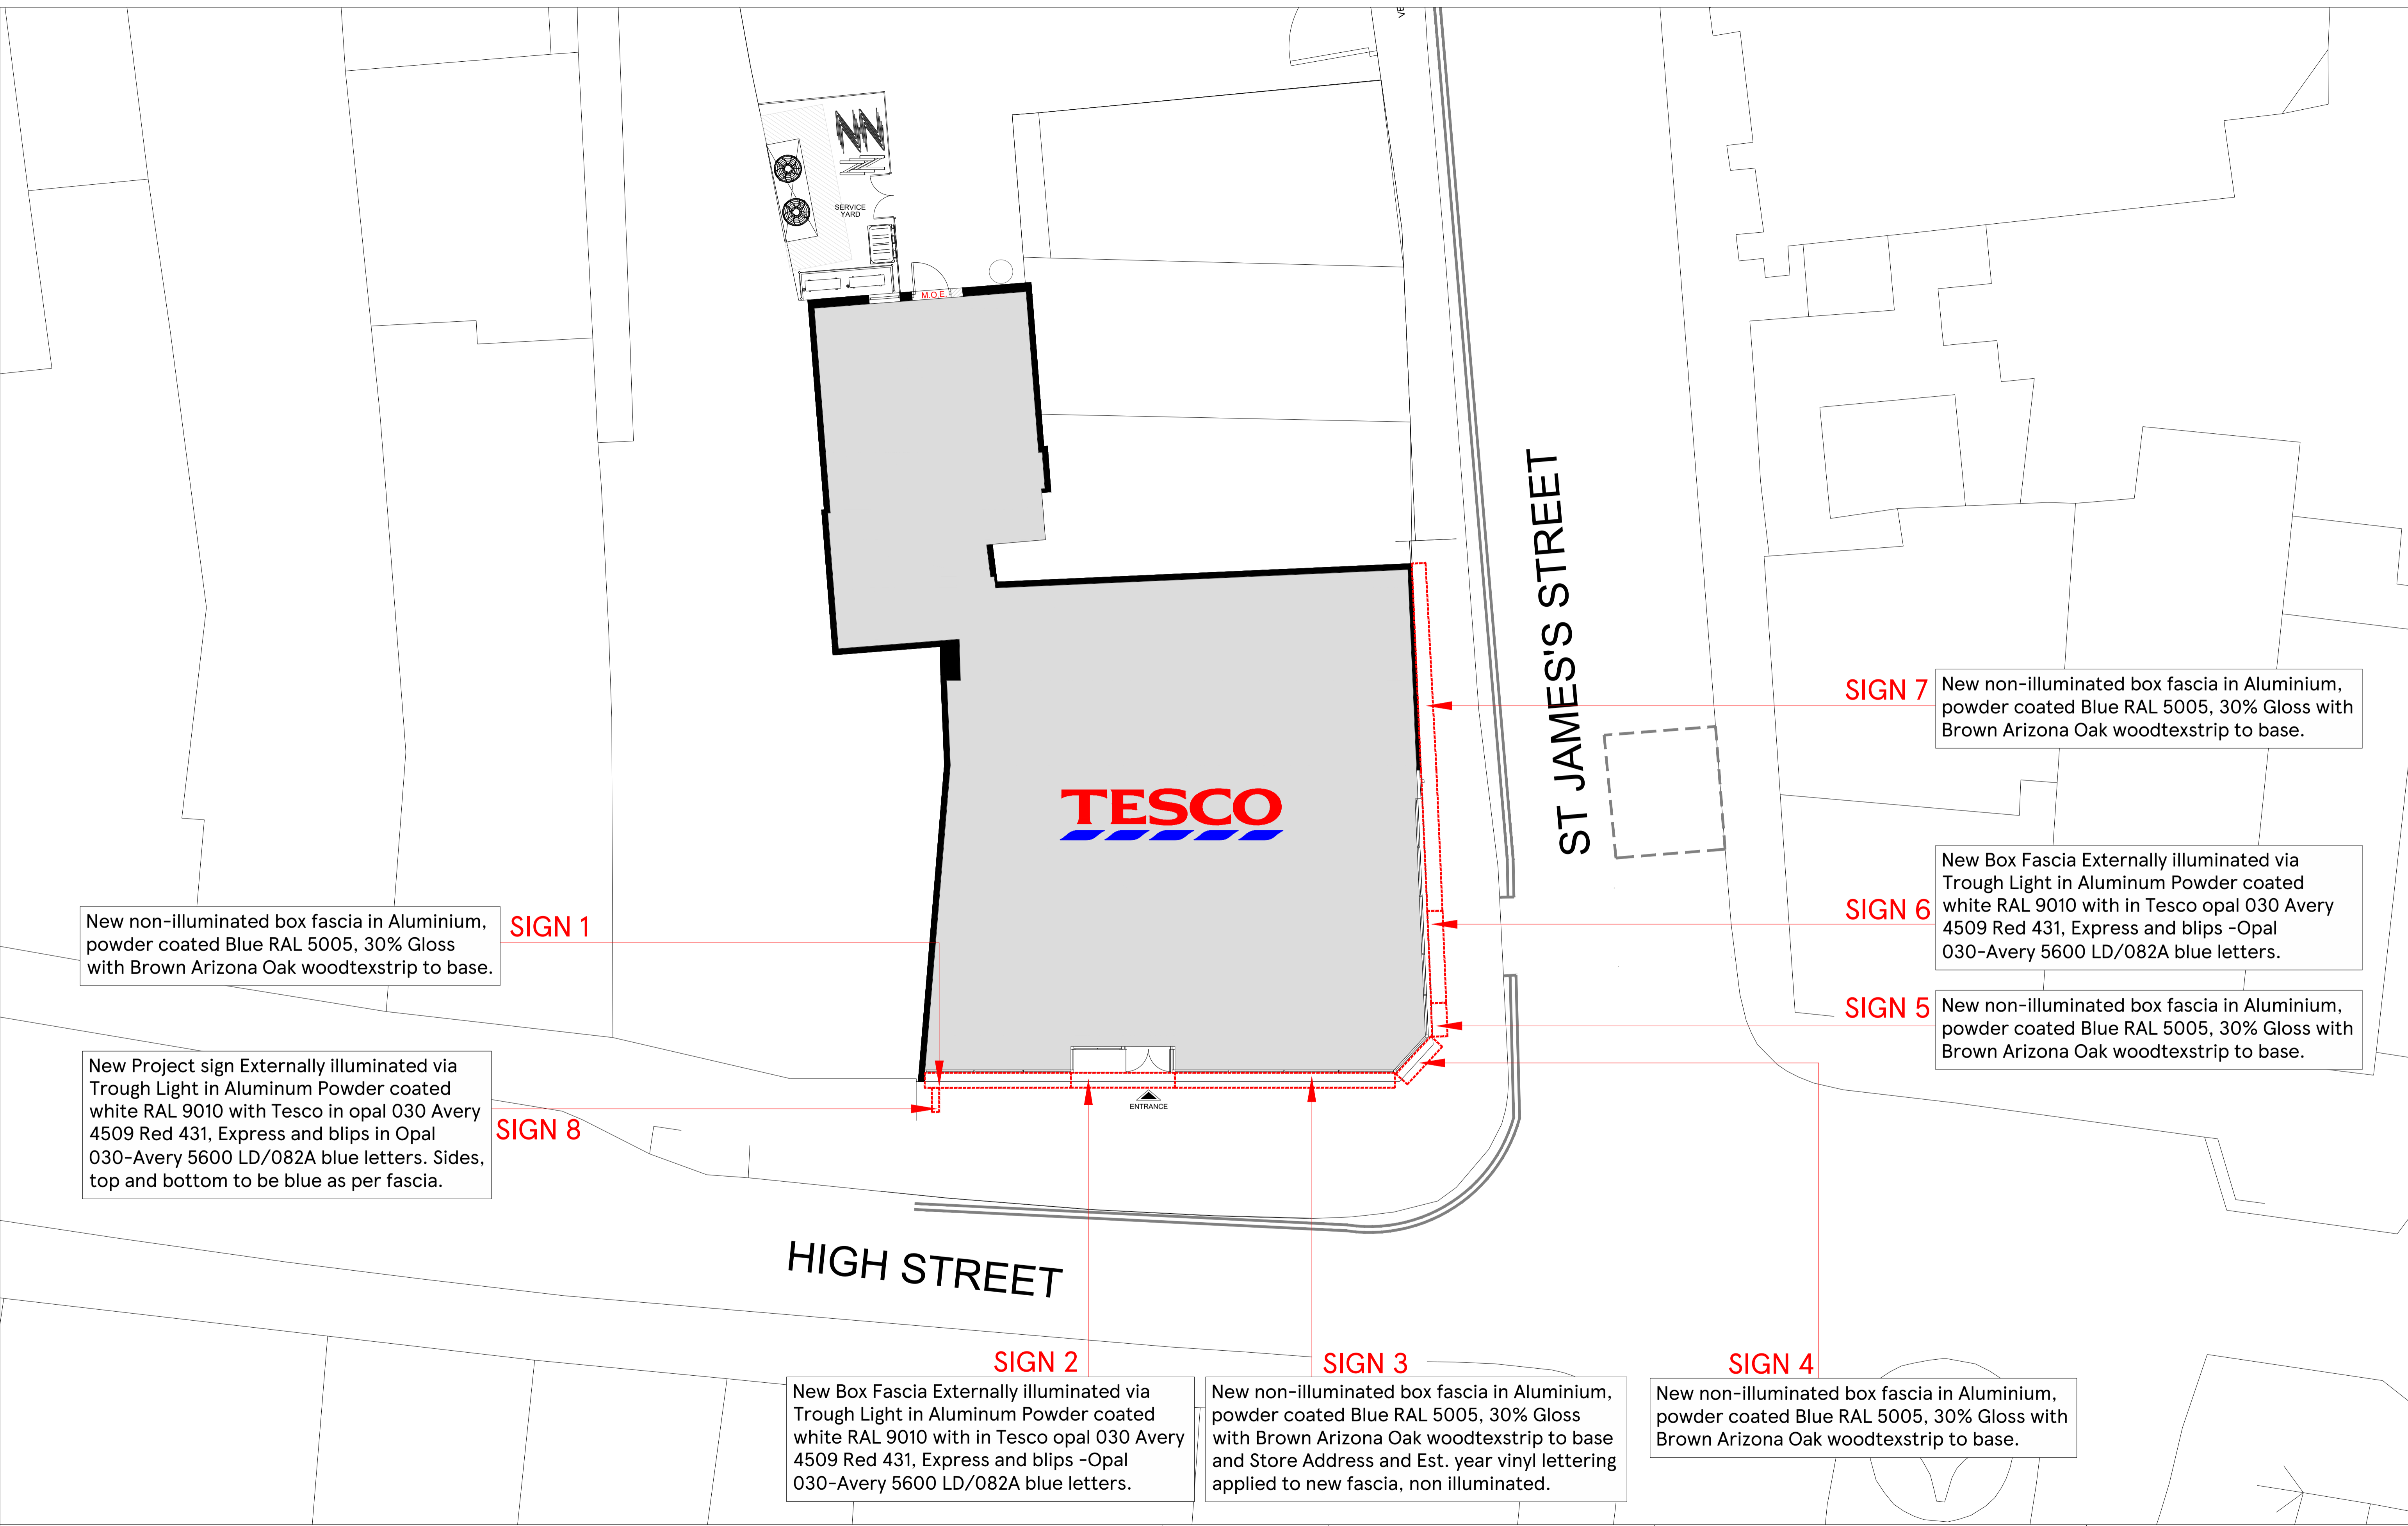 SERVICE
YARD
M.O.E.
ST JAMES'S STREET
TESCO
SIGN 7
New non-illuminated box fascia in Aluminium,
powder coated Blue RAL 5005, 30% Gloss with
Brown Arizona Oak woodtexstrip to base.
SIGN 6
New Box Fascia Externally illuminated via
Trough Light in Aluminum Powder coated
white RAL 9010 with in Tesco opal 030 Avery
4509 Red 431, Express and blips -Opal
030-Avery 5600 LD/082A blue letters.
SIGN 1
New non-illuminated box fascia in Aluminium,
powder coated Blue RAL 5005, 30% Gloss
with Brown Arizona Oak woodtexstrip to base.
SIGN 5
New non-illuminated box fascia in Aluminium,
powder coated Blue RAL 5005, 30% Gloss with
Brown Arizona Oak woodtexstrip to base.
SIGN 8
New Project sign Externally illuminated via
Trough Light in Aluminum Powder coated
white RAL 9010 with Tesco in opal 030 Avery
4509 Red 431, Express and blips in Opal
030-Avery 5600 LD/082A blue letters. Sides,
top and bottom to be blue as per fascia.
ENTRANCE
HIGH STREET
SIGN 2
New Box Fascia Externally illuminated via
Trough Light in Aluminum Powder coated
white RAL 9010 with in Tesco opal 030 Avery
4509 Red 431, Express and blips -Opal
030-Avery 5600 LD/082A blue letters.
SIGN 3
New non-illuminated box fascia in Aluminium,
powder coated Blue RAL 5005, 30% Gloss
with Brown Arizona Oak woodtexstrip to base
and Store Address and Est. year vinyl lettering
applied to new fascia, non illuminated.
SIGN 4
New non-illuminated box fascia in Aluminium,
powder coated Blue RAL 5005, 30% Gloss with
Brown Arizona Oak woodtexstrip to base.